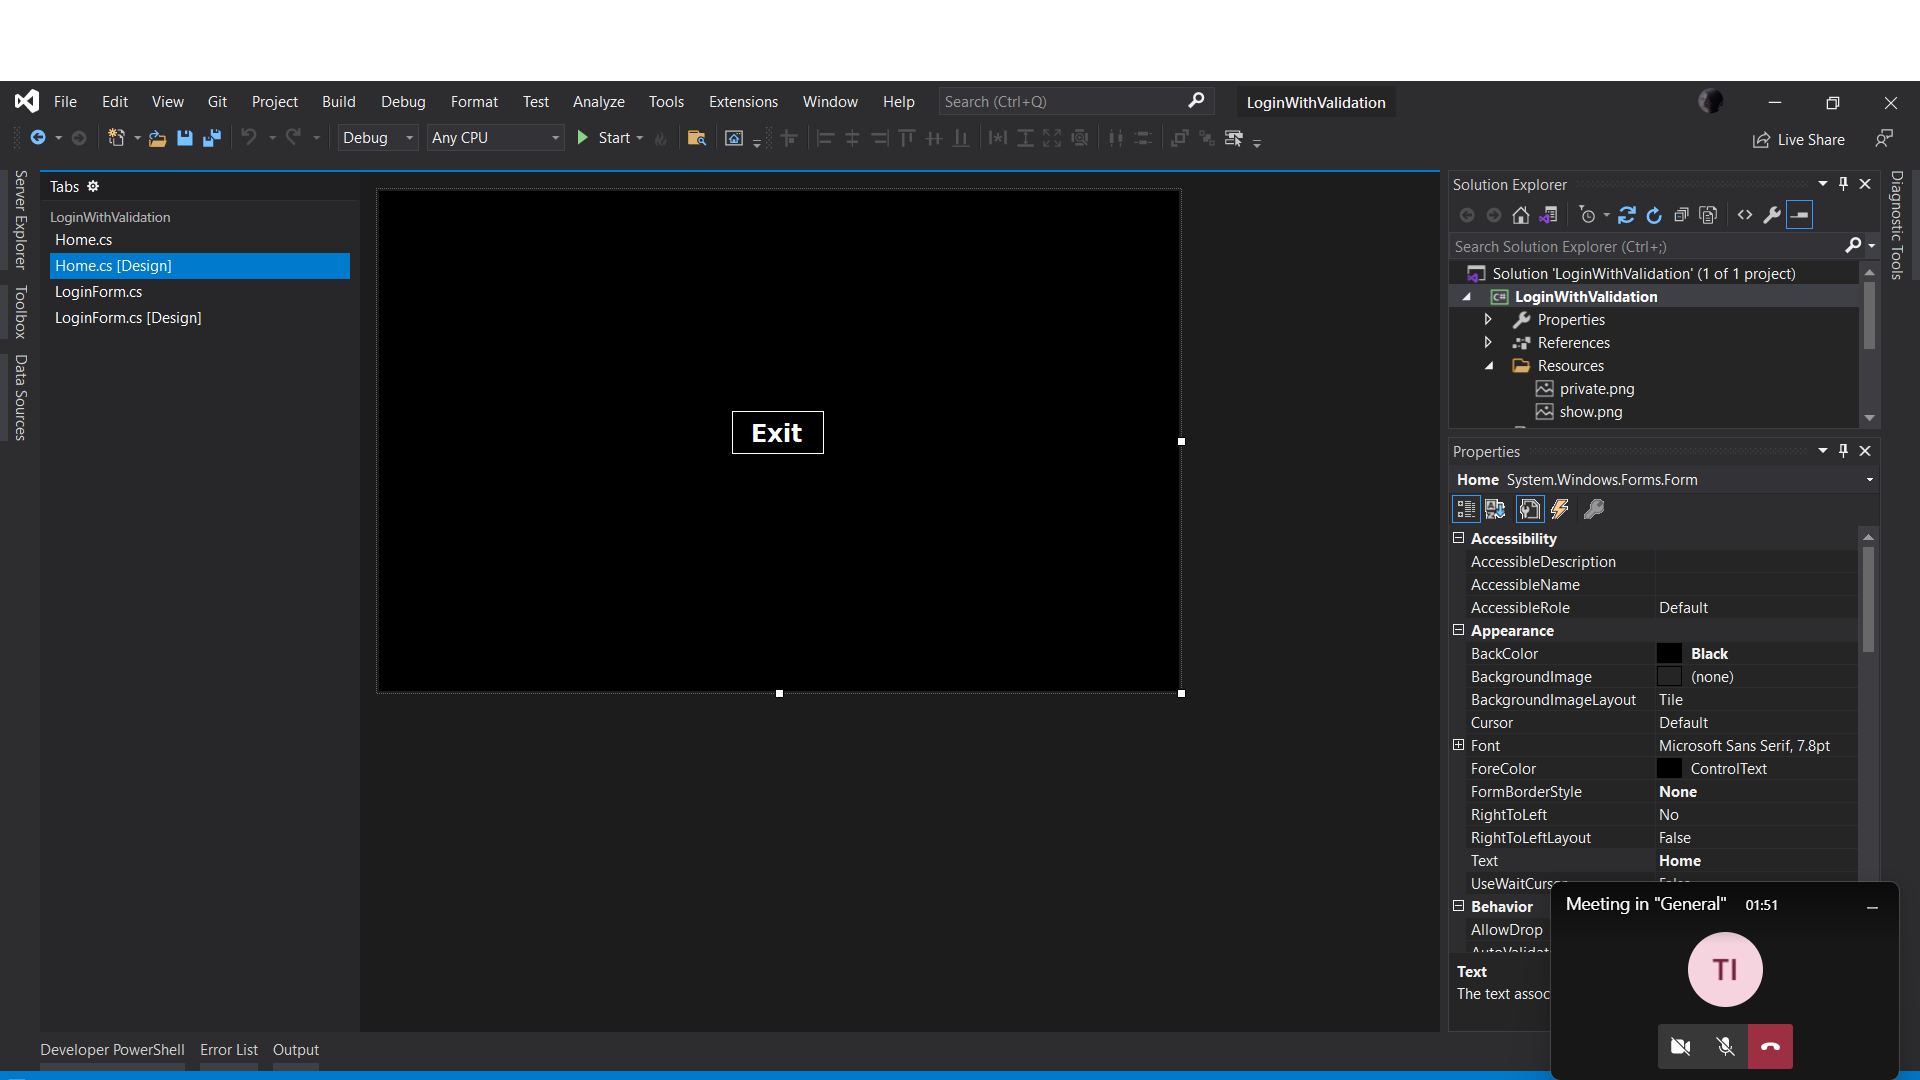 File Edit View Git Project Build Debug Format Test Analyze Tools Extensions Window Help Search (Ctrl+Q) LoginWithValidation
Debug Any CPU Start Live Share
Server Explorer
Toolbox
Data Sources
Tabs
LoginWithValidation
Home.cs
Home.cs [Design]
LoginForm.cs
LoginForm.cs [Design]
Exit
Solution Explorer
Search Solution Explorer (Ctrl+;)
Solution 'LoginWithValidation' (1 of 1 project)
C# LoginWithValidation
Properties
References
Resources
private.png
show.png
Diagnostic Tools
Properties
Home System.Windows.Forms.Form
Accessibility
AccessibleDescription
AccessibleName
AccessibleRole Default
Appearance
BackColor Black
BackgroundImage (none)
BackgroundImageLayout Tile
Cursor Default
Font Microsoft Sans Serif, 7.8pt
ForeColor ControlText
FormBorderStyle None
RightToLeft No
RightToLeftLayout False
Text Home
UseWaitCursor False
Behavior
AllowDrop
Text
The text assoc
Meeting in "General" 01:51
TI
Developer PowerShell Error List Output